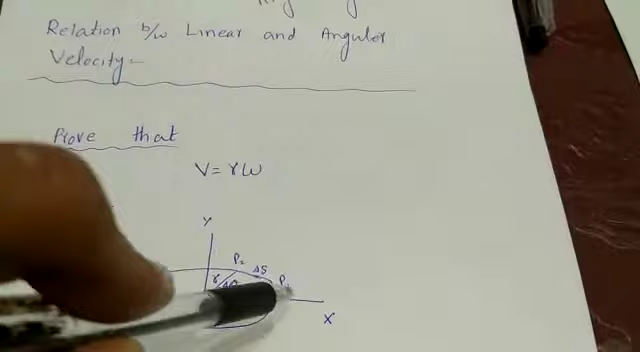 Relation b/w Linear and Angular
Velocity:-
Prove that
V = rω
Y
P₂ ΔS
r Δθ P₁
X